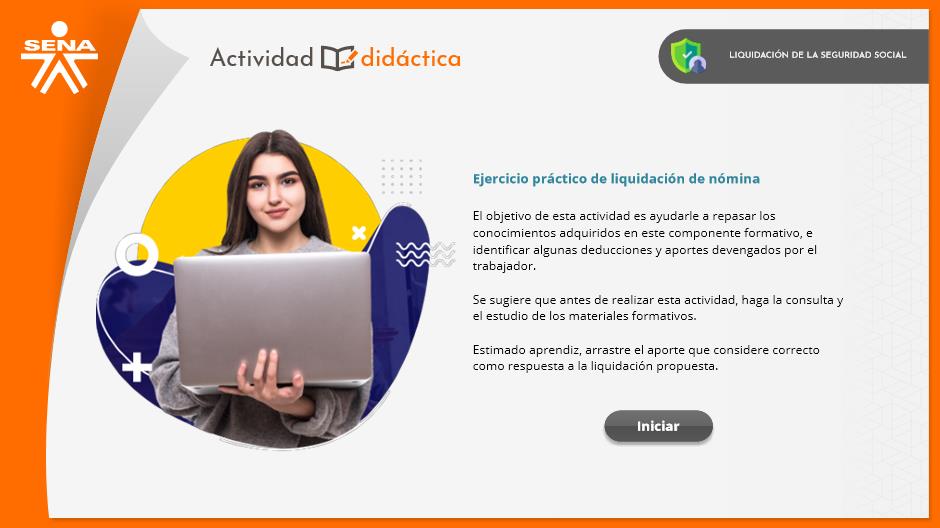 SENA
Actividad didáctica
LIQUIDACIÓN DE LA SEGURIDAD SOCIAL
Ejercicio práctico de liquidación de nómina
El objetivo de esta actividad es ayudarle a repasar los
conocimientos adquiridos en este componente formativo, e
identificar algunas deducciones y aportes devengados por el
trabajador.
Se sugiere que antes de realizar esta actividad, haga la consulta y
el estudio de los materiales formativos.
Estimado aprendiz, arrastre el aporte que considere correcto
como respuesta a la liquidación propuesta.
Iniciar